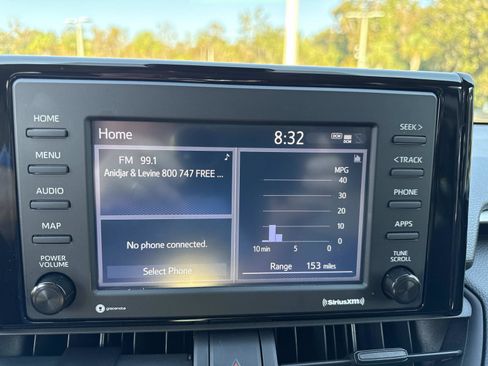 HOME
MENU
AUDIO
MAP
POWER
VOLUME
Home
8:32
DCM
DCM
FM 99.1
Anidjar & Levine 800 747 FREE ...
No phone connected.
Select Phone
MPG
40
30
20
10
0
10 min 5 0
Range 153 miles
SEEK >
< TRACK
PHONE
APPS
TUNE
SCROLL
gracenote
SiriusXM